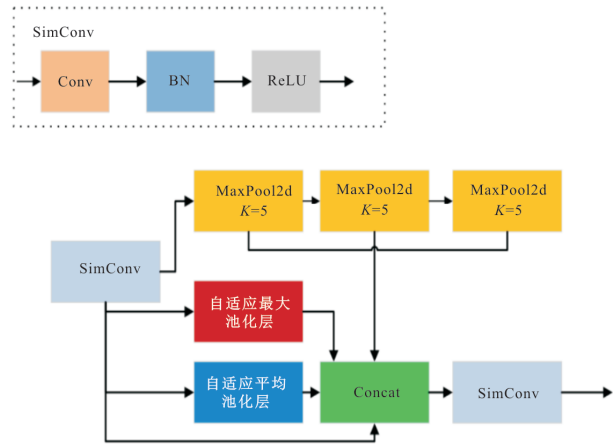 SimConv
Conv
BN
ReLU
MaxPool2d
K=5
MaxPool2d
K=5
MaxPool2d
K=5
SimConv
自适应最大
池化层
自适应平均
池化层
Concat
SimConv